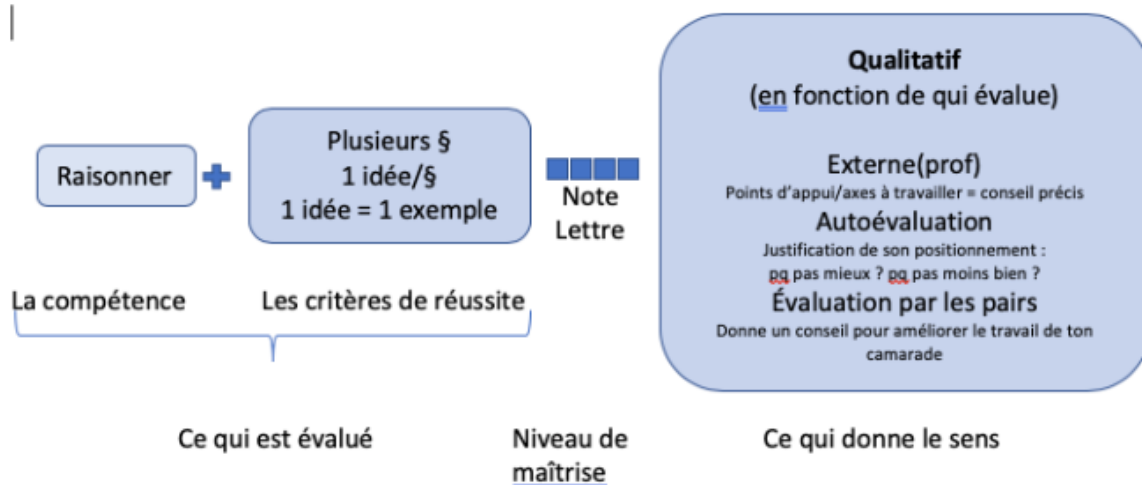 Raisonner
Plusieurs §
1 idée/§
1 idée = 1 exemple
Note
Lettre
Qualitatif
(en fonction de qui évalue)
Externe(prof)
Points d'appui/axes à travailler = conseil précis
Autoévaluation
Justification de son positionnement :
pq pas mieux ? pq pas moins bien ?
Évaluation par les pairs
Donne un conseil pour améliorer le travail de ton
camarade
La compétence
Les critères de réussite
Ce qui est évalué
Niveau de
maîtrise
Ce qui donne le sens